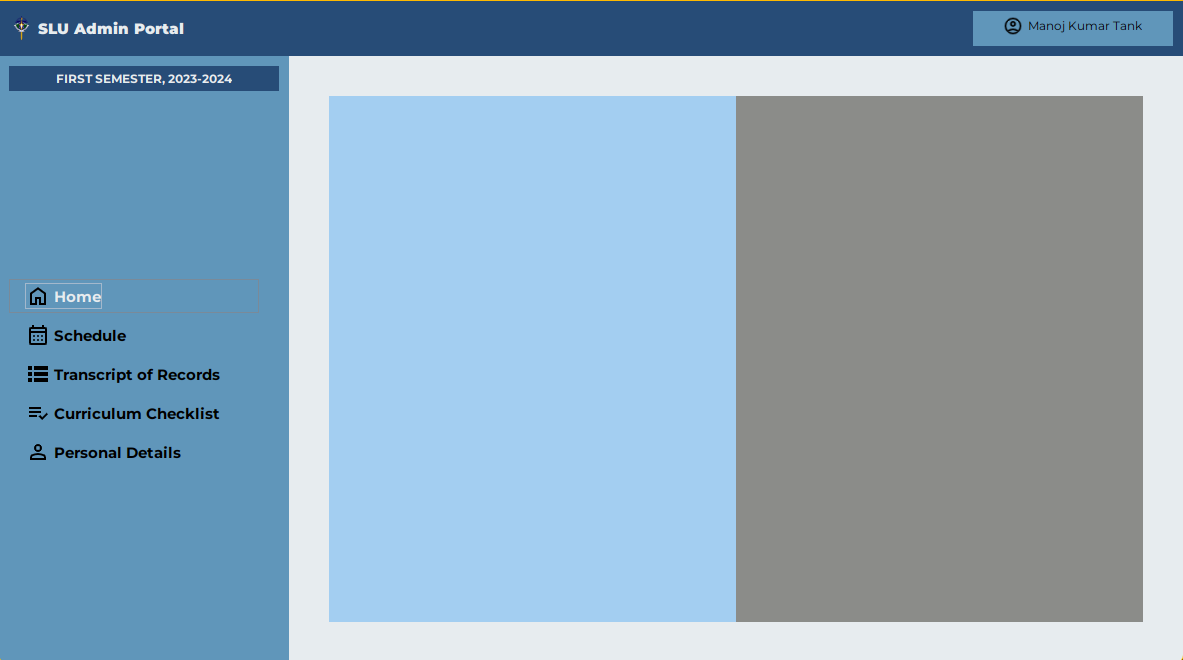 SLU Admin Portal
Manoj Kumar Tank
FIRST SEMESTER, 2023-2024
Home
Schedule
Transcript of Records
Curriculum Checklist
Personal Details